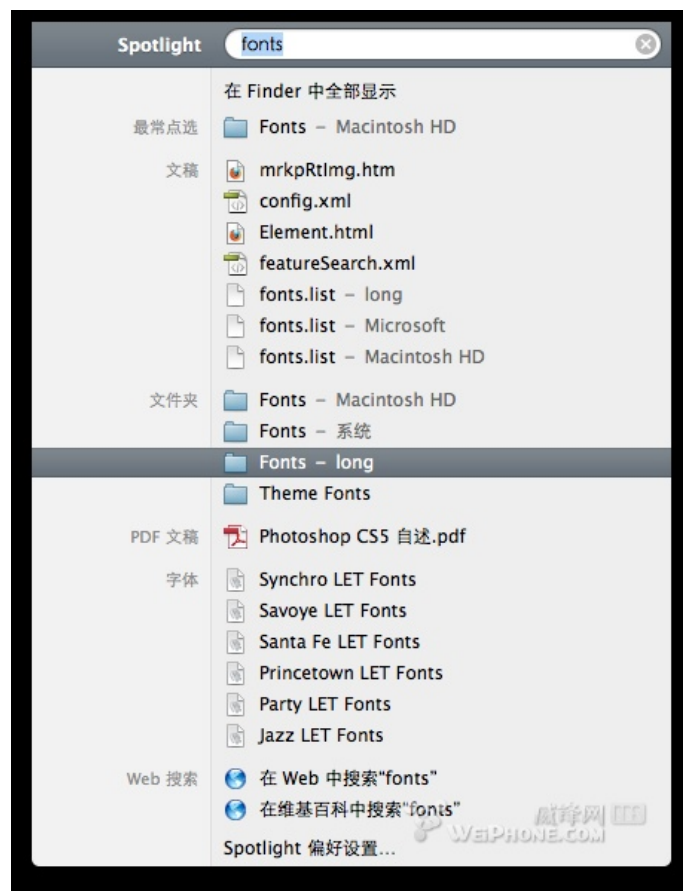 Spotlight fonts
在 Finder 中全部显示
最常点选 Fonts – Macintosh HD
文稿 mrkpRtImg.htm
config.xml
Element.html
featureSearch.xml
fonts.list – long
fonts.list – Microsoft
fonts.list – Macintosh HD
文件夹 Fonts – Macintosh HD
Fonts – 系统
Fonts – long
Theme Fonts
PDF 文稿 Photoshop CS5 自述.pdf
字体 Synchro LET Fonts
Savoye LET Fonts
Santa Fe LET Fonts
Princetown LET Fonts
Party LET Fonts
Jazz LET Fonts
Web 搜索 在 Web 中搜索“fonts”
在维基百科中搜索“fonts”
威锋网
WEIPHONE.COM
Spotlight 偏好设置...